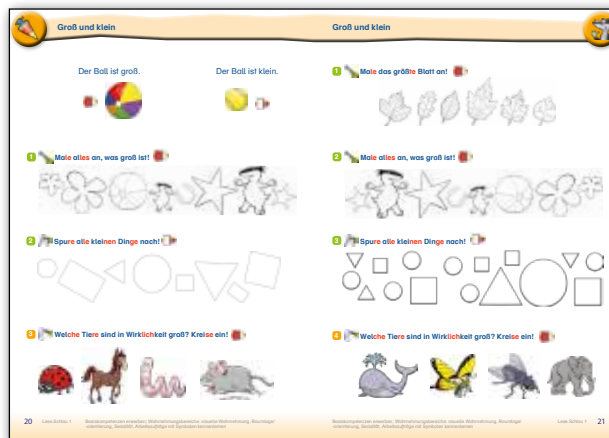 Groß und klein
Der Ball ist groß.
Der Ball ist klein.
1 Male alles an, was groß ist!
2 Spure alle kleinen Dinge nach!
3 Welche Tiere sind in Wirklichkeit groß? Kreise ein!
20
Groß und klein
1 Male das größte Blatt an!
2 Male alles an, was groß ist!
3 Spure alle kleinen Dinge nach!
4 Welche Tiere sind in Wirklichkeit groß? Kreise ein!
21